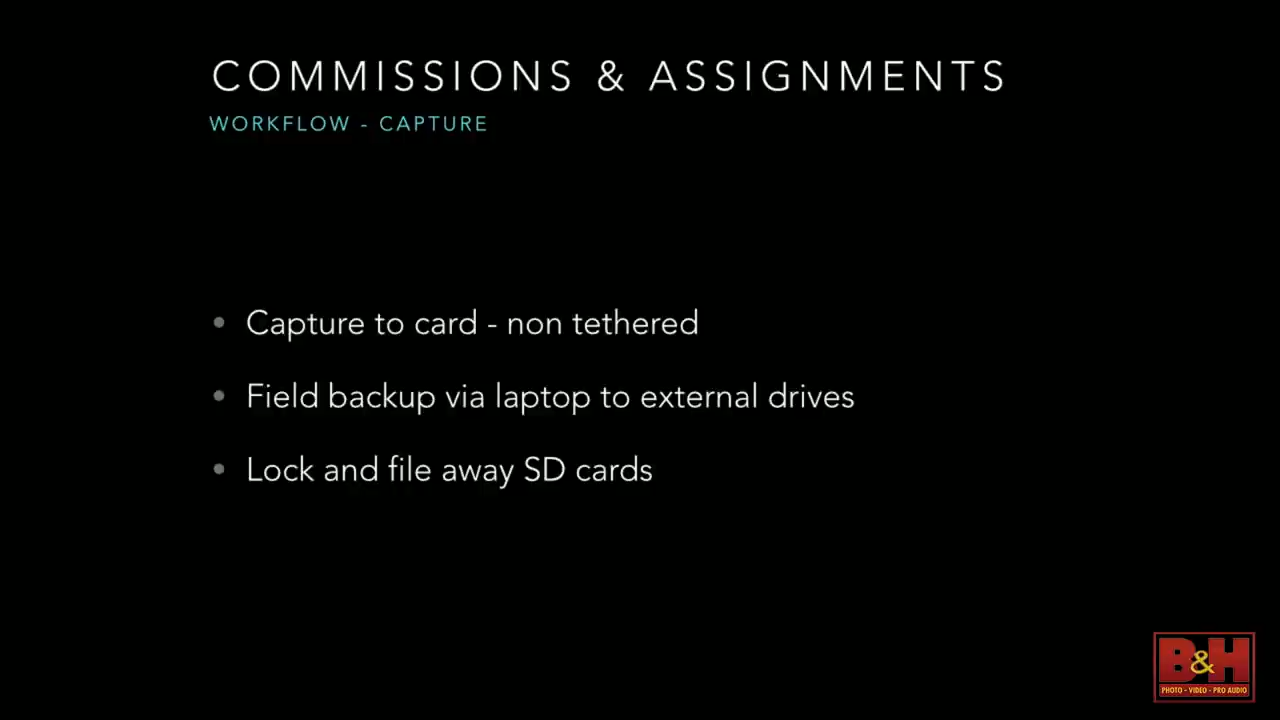 COMMISSIONS & ASSIGNMENTS
WORKFLOW - CAPTURE
• Capture to card - non tethered
• Field backup via laptop to external drives
• Lock and file away SD cards
B&H
PHOTO - VIDEO - PRO AUDIO